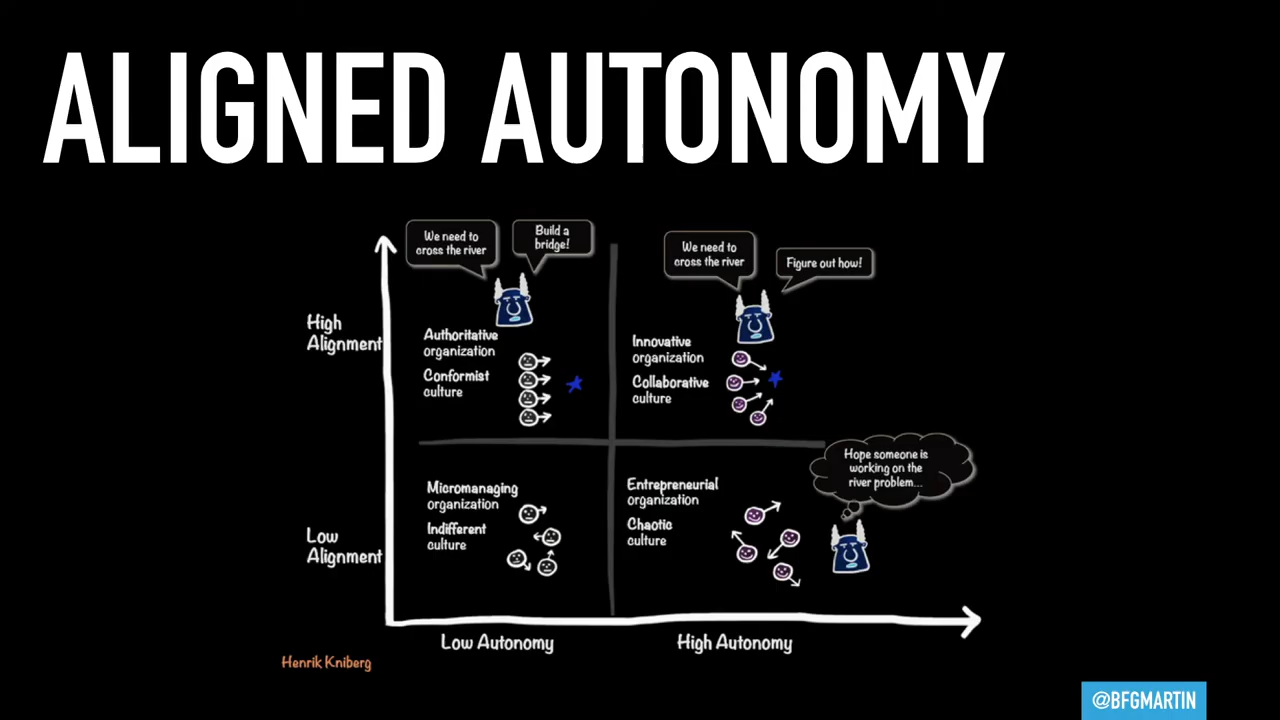 ALIGNED AUTONOMY
We need to
cross the river
Build a
bridge!
We need to
cross the river
Figure out how!
High
Alignment
Authoritative
organization
Conformist
culture
Innovative
organization
Collaborative
culture
Hope someone is
working on the
river problem...
Low
Alignment
Micromanaging
organization
Indifferent
culture
Entrepreneurial
organization
Chaotic
culture
Low Autonomy
High Autonomy
Henrik Kniberg
@BFGMARTIN